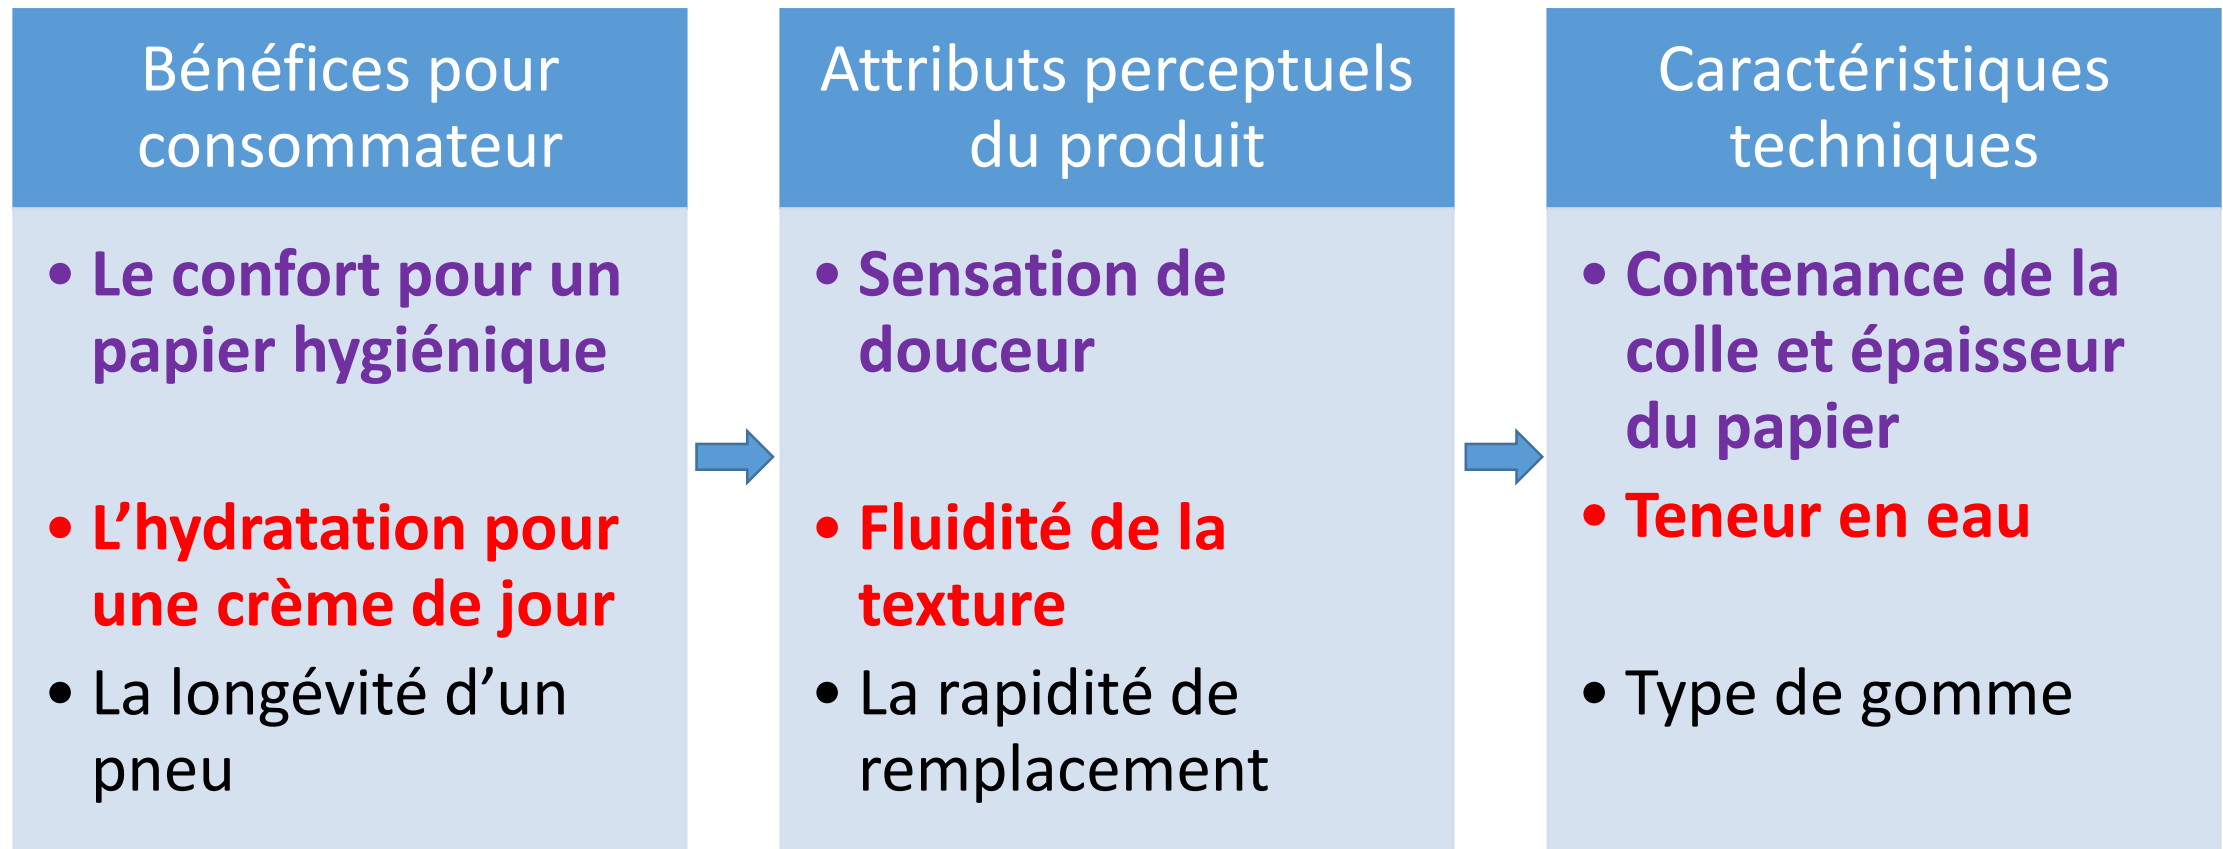 Bénéfices pour
consommateur
• Le confort pour un
papier hygiénique
• L’hydratation pour
une crème de jour
• La longévité d’un
pneu
Attributs perceptuels
du produit
• Sensation de
douceur
• Fluidité de la
texture
• La rapidité de
remplacement
Caractéristiques
techniques
• Contenance de la
colle et épaisseur
du papier
• Teneur en eau
• Type de gomme